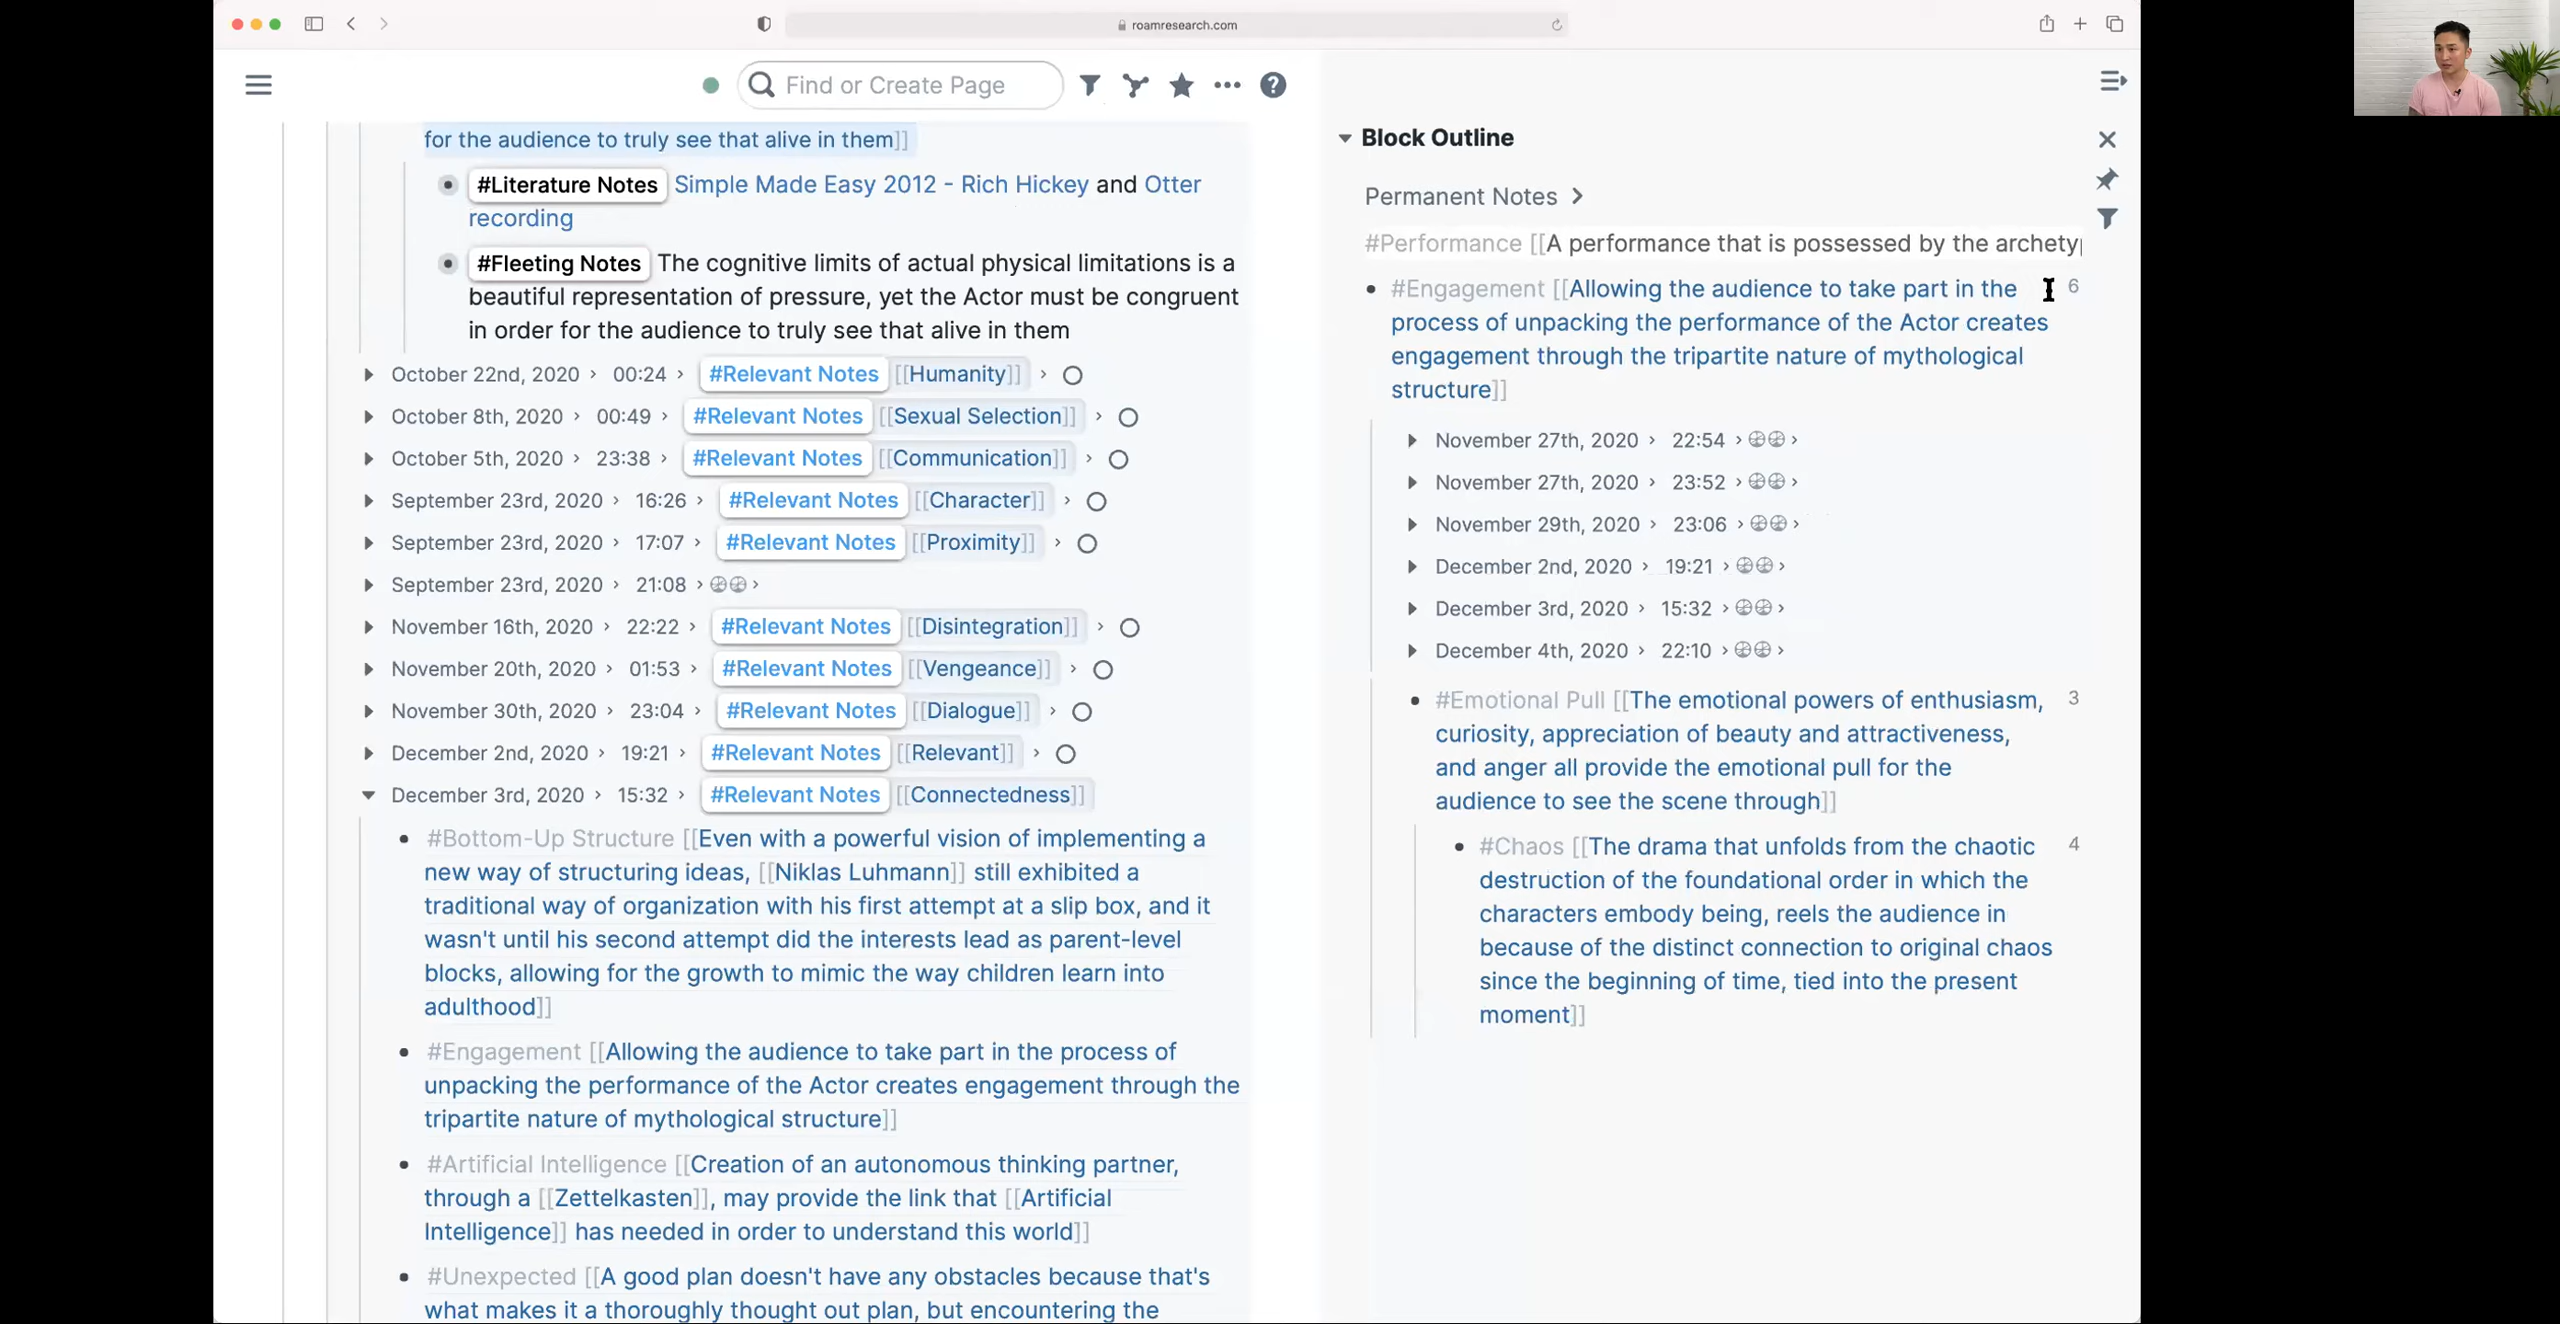 roamresearch.com
Find or Create Page
for the audience to truly see that alive in them]]
#Literature Notes Simple Made Easy 2012 - Rich Hickey and Otter
recording
#Fleeting Notes The cognitive limits of actual physical limitations is a
beautiful representation of pressure, yet the Actor must be congruent
in order for the audience to truly see that alive in them
October 22nd, 2020 › 00:24 › #Relevant Notes [[Humanity]] ›
October 8th, 2020 › 00:49 › #Relevant Notes [[Sexual Selection]] ›
October 5th, 2020 › 23:38 › #Relevant Notes [[Communication]] ›
September 23rd, 2020 › 16:26 › #Relevant Notes [[Character]] ›
September 23rd, 2020 › 17:07 › #Relevant Notes [[Proximity]] ›
September 23rd, 2020 › 21:08 › ›
November 16th, 2020 › 22:22 › #Relevant Notes [[Disintegration]] ›
November 20th, 2020 › 01:53 › #Relevant Notes [[Vengeance]] ›
November 30th, 2020 › 23:04 › #Relevant Notes [[Dialogue]] ›
December 2nd, 2020 › 19:21 › #Relevant Notes [[Relevant]] ›
December 3rd, 2020 › 15:32 › #Relevant Notes [[Connectedness]]
#Bottom-Up Structure [[Even with a powerful vision of implementing a
new way of structuring ideas, [[Niklas Luhmann]] still exhibited a
traditional way of organization with his first attempt at a slip box, and it
wasn't until his second attempt did the interests lead as parent-level
blocks, allowing for the growth to mimic the way children learn into
adulthood]]
#Engagement [[Allowing the audience to take part in the process of
unpacking the performance of the Actor creates engagement through the
tripartite nature of mythological structure]]
#Artificial Intelligence [[Creation of an autonomous thinking partner,
through a [[Zettelkasten]], may provide the link that [[Artificial
Intelligence]] has needed in order to understand this world]]
#Unexpected [[A good plan doesn't have any obstacles because that's
what makes it a thoroughly thought out plan, but encountering the
Block Outline
Permanent Notes >
#Performance [[A performance that is possessed by the archetyp
#Engagement [[Allowing the audience to take part in the 6
process of unpacking the performance of the Actor creates
engagement through the tripartite nature of mythological
structure]]
November 27th, 2020 › 22:54 › ›
November 27th, 2020 › 23:52 › ›
November 29th, 2020 › 23:06 › ›
December 2nd, 2020 › 19:21 › ›
December 3rd, 2020 › 15:32 › ›
December 4th, 2020 › 22:10 › ›
#Emotional Pull [[The emotional powers of enthusiasm, 3
curiosity, appreciation of beauty and attractiveness,
and anger all provide the emotional pull for the
audience to see the scene through]]
#Chaos [[The drama that unfolds from the chaotic 4
destruction of the foundational order in which the
characters embody being, reels the audience in
because of the distinct connection to original chaos
since the beginning of time, tied into the present
moment]]